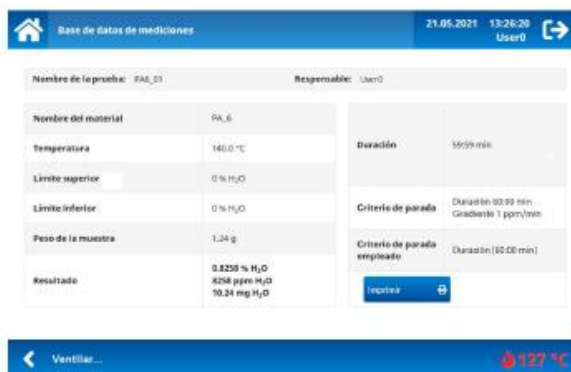 Base de datas de mediciones
21.05.2021 13:26:20
User0
Nombre de la prueba: PA6_01 Responsable: User0
Nombre del material PA_6
Temperatura 140.0 °C
Límite superior 0 % H₂O
Límite inferior 0 % H₂O
Peso de la muestra 1.24 g
Resultado 0.8258 % H₂O
8258 ppm H₂O
10.24 mg H₂O
Duración 59:59 min
Criterio de parada Duración 60:00 min
Gradiente 1 ppm/min
Criterio de parada empleado Duración (60:00 min)
Imprimir
Ventilar...
127 °C